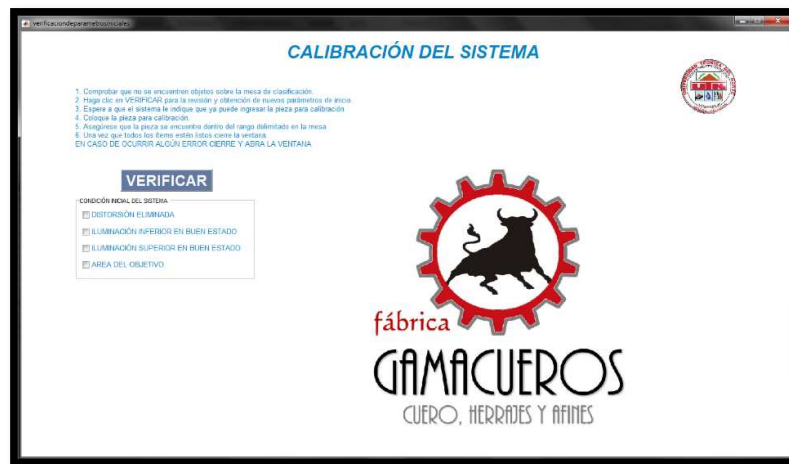 verificaciondeparametrosiniciales
CALIBRACIÓN DEL SISTEMA
1. Comprobar que no se encuentren objetos sobre la mesa de clasificación.
2. Haga clic en VERIFICAR para la revisión y obtención de nuevos parámetros de inicio.
3. Espere a que el sistema le indique que ya puede ingresar la pieza para calibración
4. Coloque la pieza para calibración.
5. Asegúrese que la pieza se encuentra dentro del rango delimitado en la mesa
6. Una vez que todos los ítems estén listos cierre la ventana.
EN CASO DE OCURRIR ALGÚN ERROR CIERRE Y ABRA LA VENTANA
VERIFICAR
CONDICIÓN INICIAL DEL SISTEMA
DISTORSIÓN ELIMINADA
ILUMINACIÓN INFERIOR EN BUEN ESTADO
ILUMINACIÓN SUPERIOR EN BUEN ESTADO
AREA DEL OBJETIVO
fábrica
GAMACUEROS
CUERO, HERRAJES Y AFINES